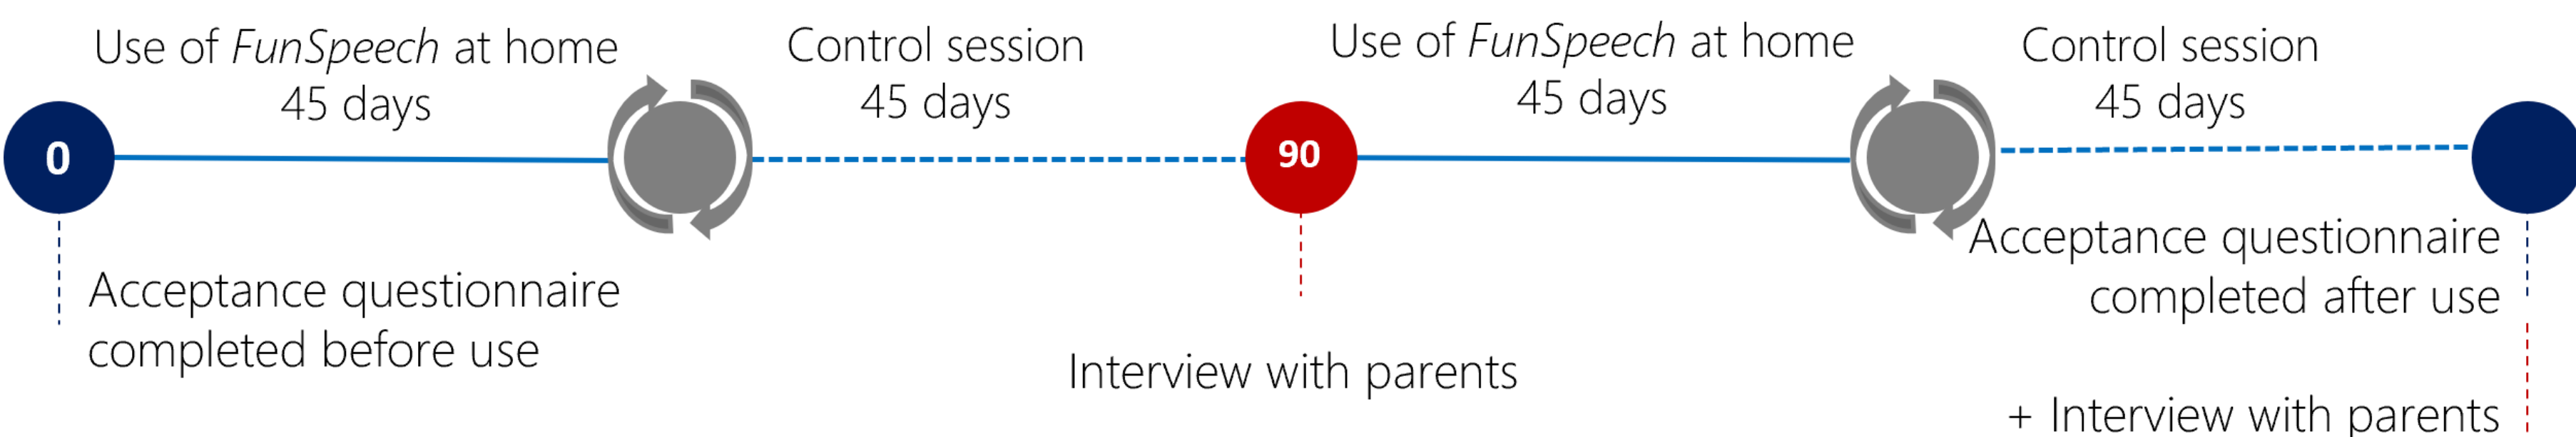 Use of FunSpeech at home
45 days
Control session
45 days
Use of FunSpeech at home
45 days
Control session
45 days
0
90
Acceptance questionnaire
completed before use
Interview with parents
Acceptance questionnaire
completed after use
+ Interview with parents